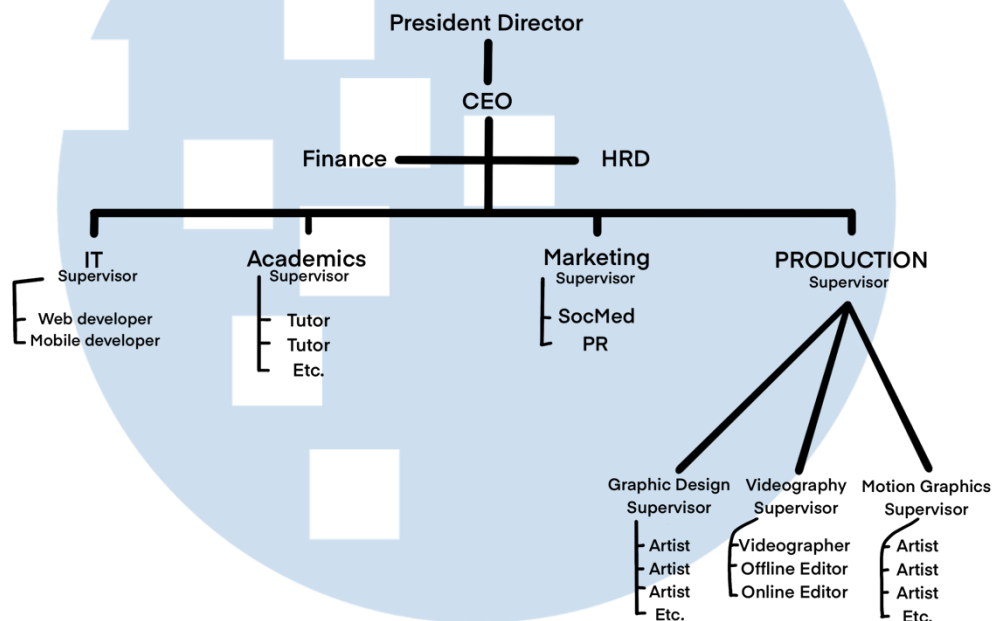 President Director
CEO
Finance
HRD
IT
Supervisor
Web developer
Mobile developer
Academics
Supervisor
Tutor
Tutor
Etc.
Marketing
Supervisor
SocMed
PR
PRODUCTION
Supervisor
Graphic Design
Supervisor
Artist
Artist
Artist
Etc.
Videography
Supervisor
Videographer
Offline Editor
Online Editor
Motion Graphics
Supervisor
Artist
Artist
Artist
Etc.